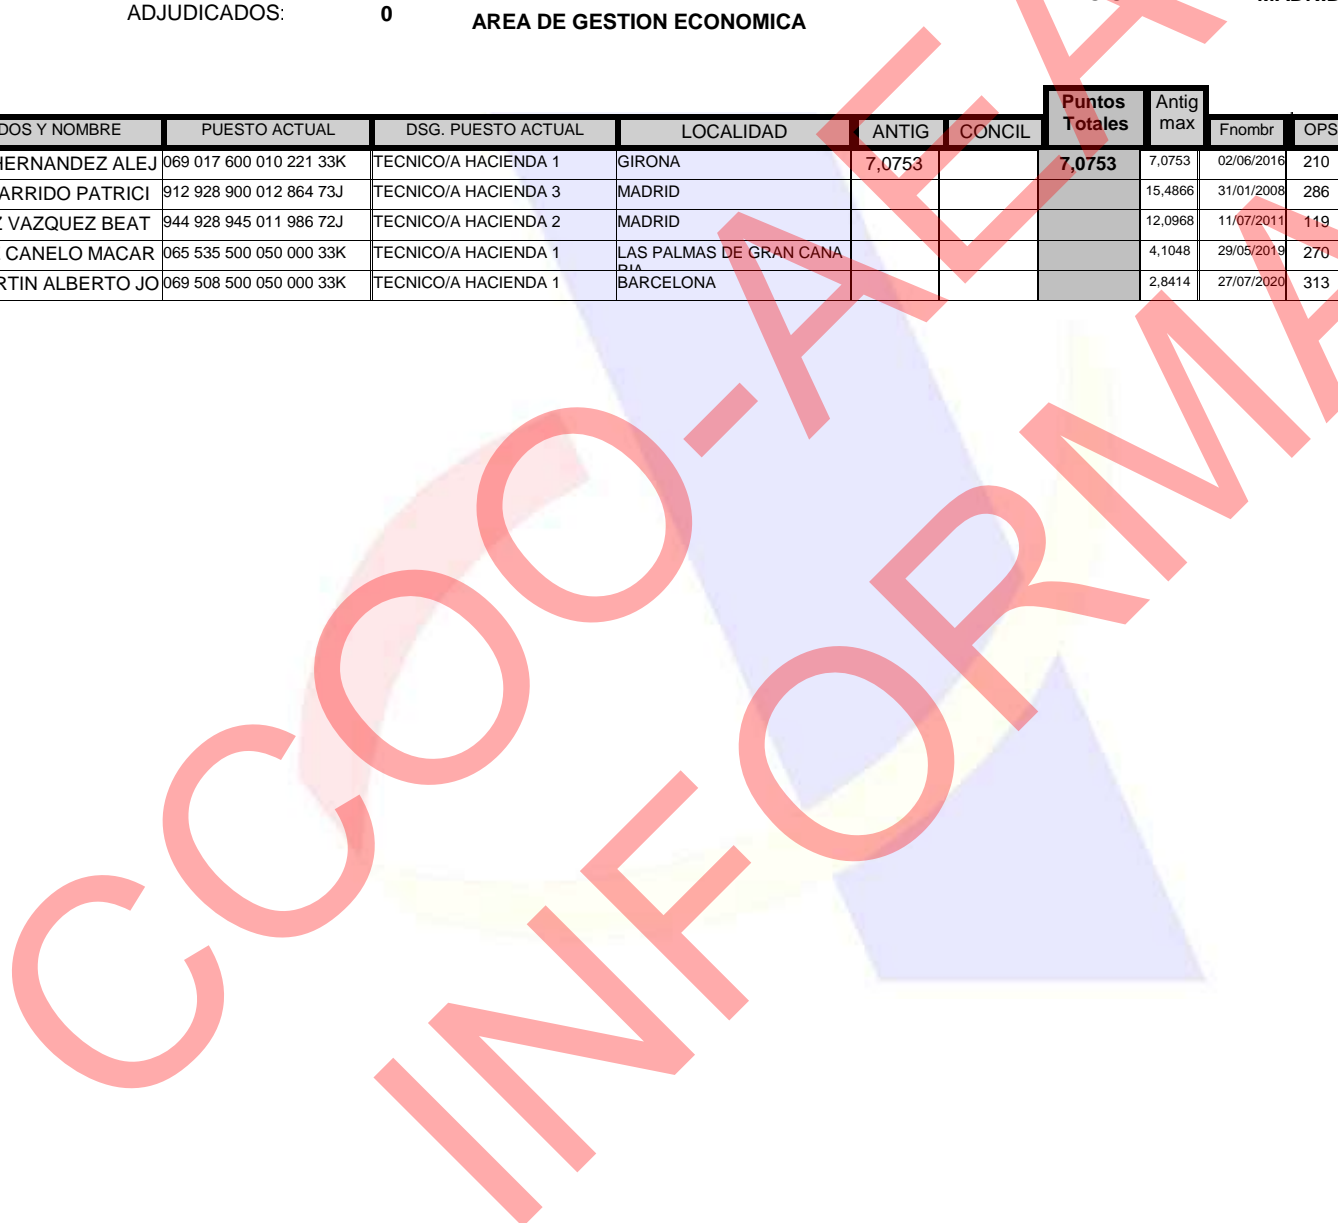 ADJUDICADOS: 0 AREA DE GESTION ECONOMICA
DOS Y NOMBRE PUESTO ACTUAL DSG. PUESTO ACTUAL LOCALIDAD ANTIG CONCIL Puntos Totales Antig max Fnombr OPS
HERNANDEZ ALEJ 069 017 600 010 221 33K TECNICO/A HACIENDA 1 GIRONA 7,0753 7,0753 7,0753 02/06/2016 210
ARRIDO PATRICI 912 928 900 012 864 73J TECNICO/A HACIENDA 3 MADRID 15,4866 31/01/2008 286
Z VAZQUEZ BEAT 944 928 945 011 986 72J TECNICO/A HACIENDA 2 MADRID 12,0968 11/07/2011 119
CANELO MACAR 065 535 500 050 000 33K TECNICO/A HACIENDA 1 LAS PALMAS DE GRAN CANA 4,1048 29/05/2019 270
RTIN ALBERTO JO 069 508 500 050 000 33K TECNICO/A HACIENDA 1 BARCELONA 2,8414 27/07/2020 313
CCOO-AEA
INFORMA